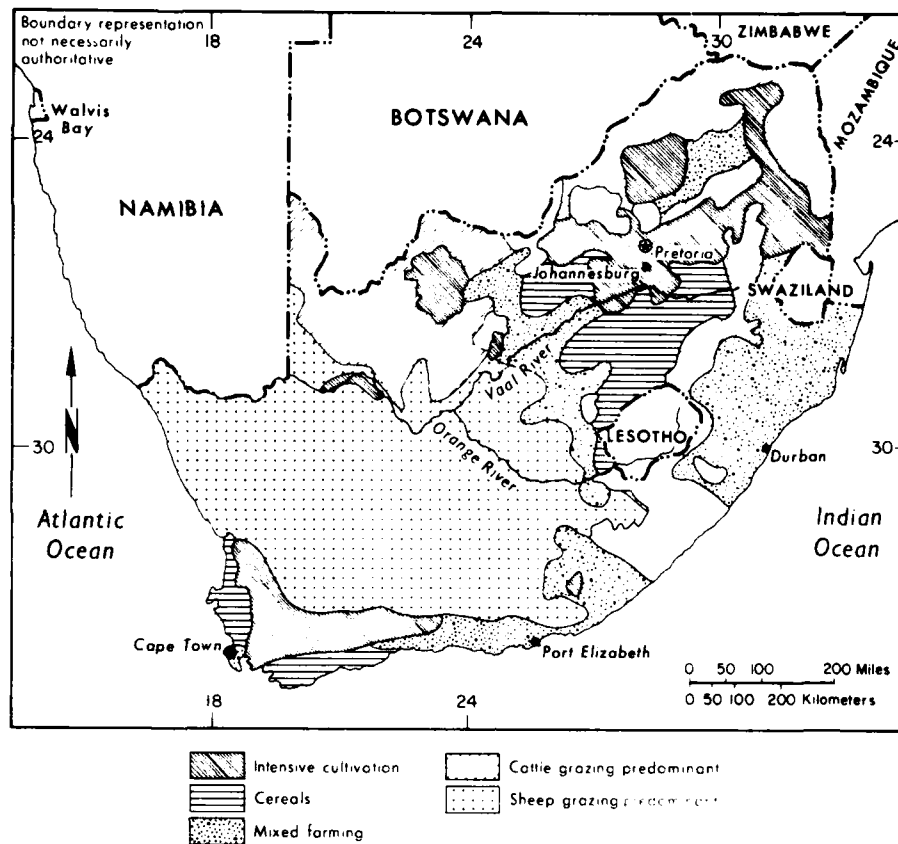 Boundary representation
not necessarily
authoritative
18
24
30
ZIMBABWE
MOZAMBIQUE
Walvis
Bay
24
BOTSWANA
24
NAMIBIA
Pretoria
Johannesburg
SWAZILAND
Vaal River
N
30
Orange River
LESOTHO
30
Durban
Atlantic
Ocean
Indian
Ocean
Cape Town
Port Elizabeth
0 50 100 200 Miles
0 50 100 200 Kilometers
18
24
Intensive cultivation
Cattle grazing predominant
Cereals
Sheep grazing predominant
Mixed farming